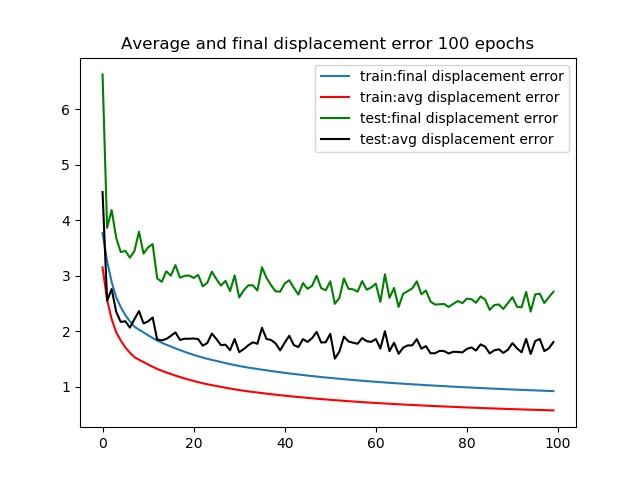 Average and final displacement error 100 epochs
train:final displacement error
train:avg displacement error
test:final displacement error
test:avg displacement error
6
5
4
3
2
1
0 20 40 60 80 100